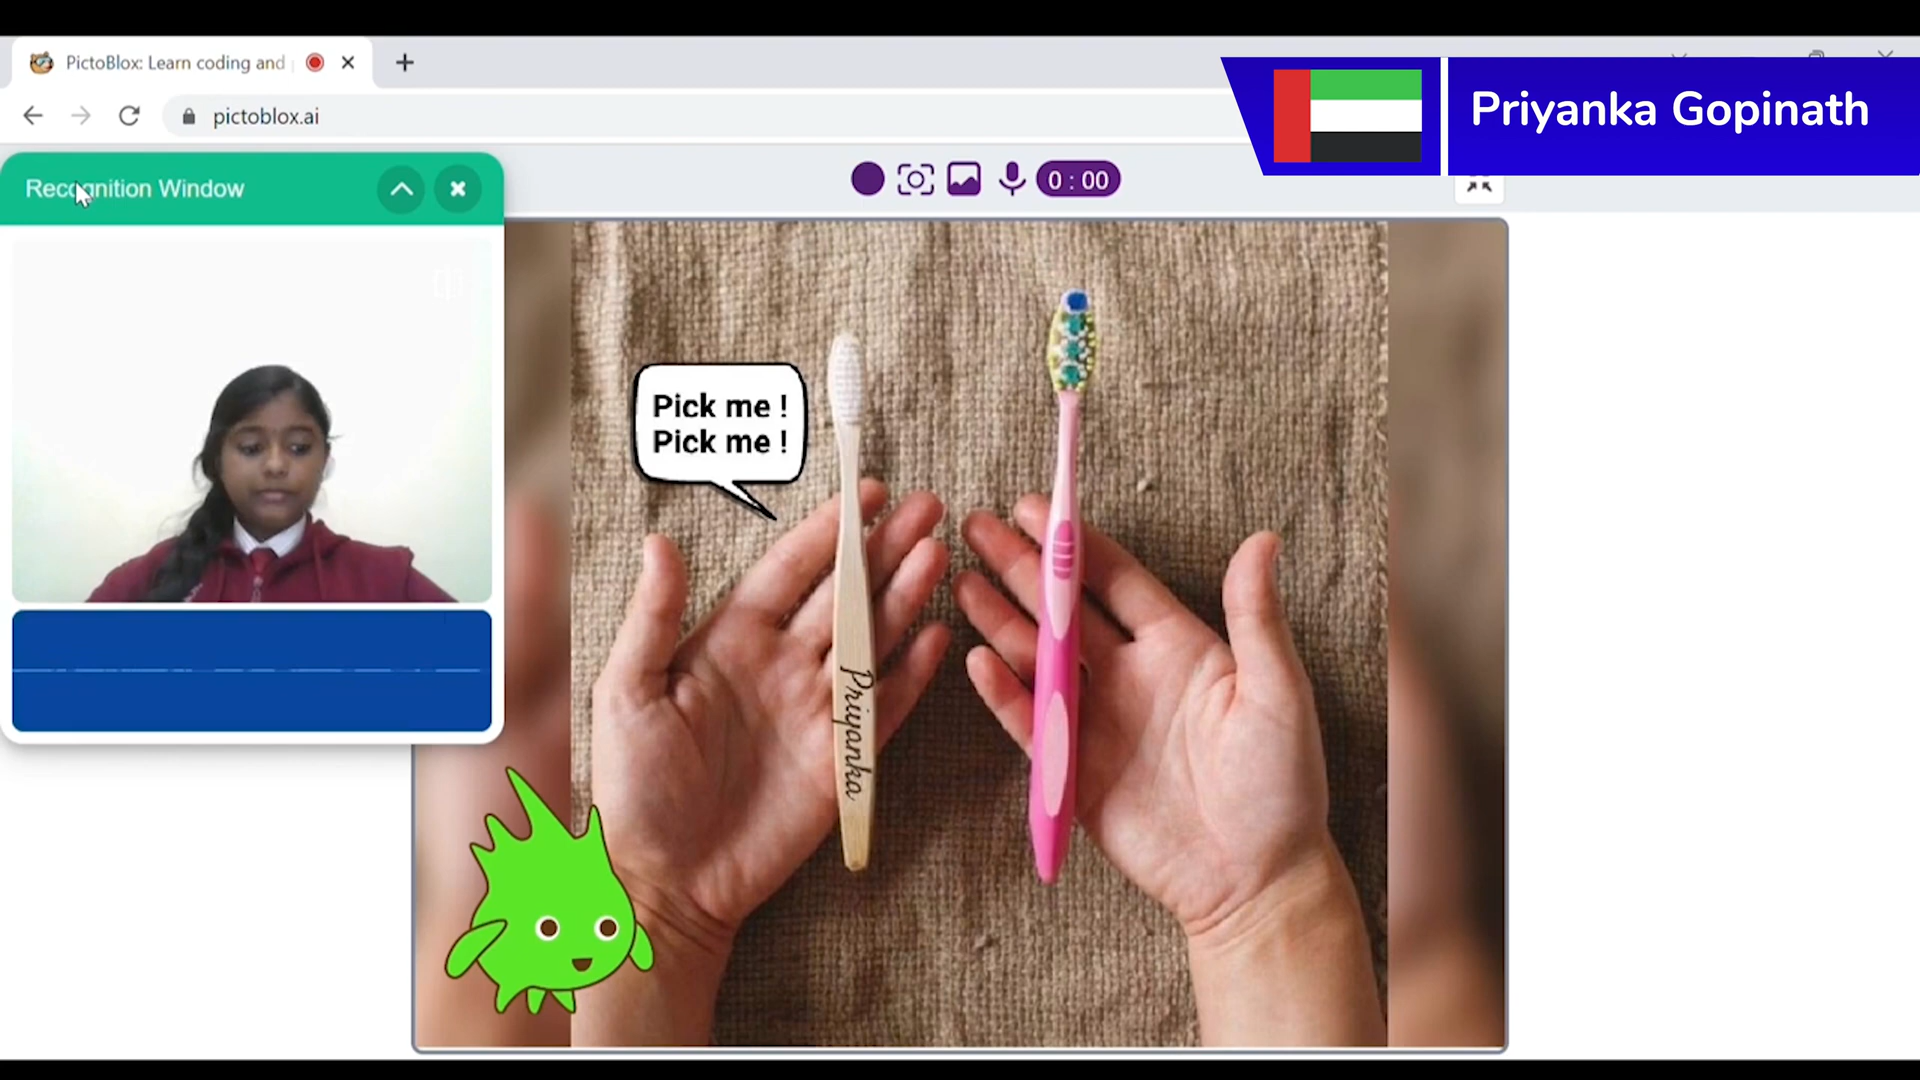 PictoBlox: Learn coding and
pictoblox.ai
Priyanka Gopinath
Recognition Window
0 : 00
Pick me !
Pick me !
Priyanka